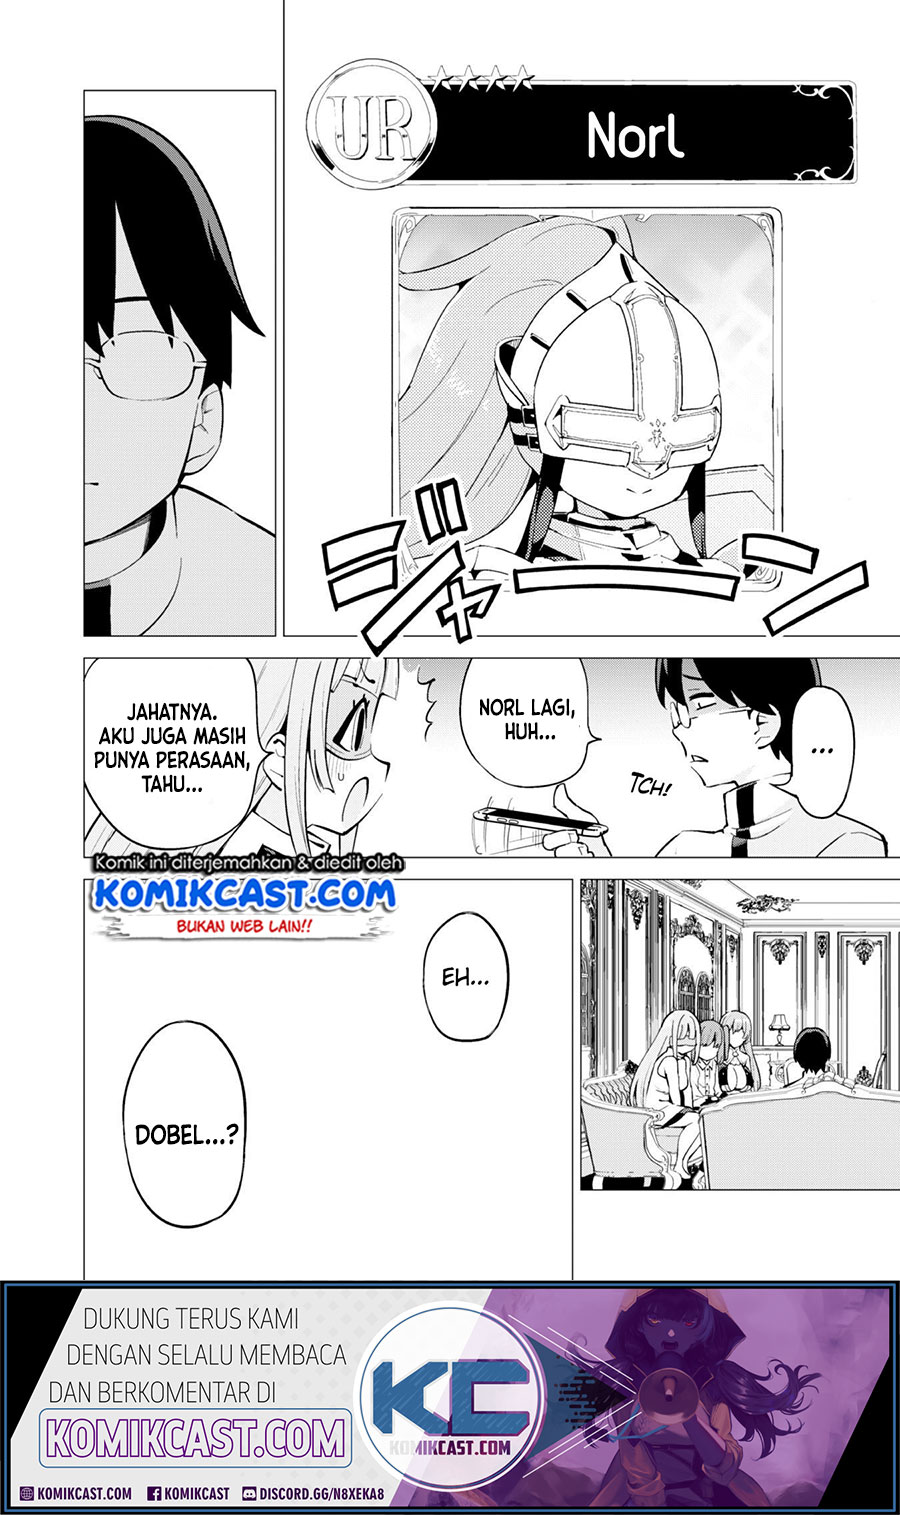 UR
Norl
ジャーン
...
NORL LAGI,
HUH...
TCH!
JAHATNYA.
AKU JUGA MASIH
PUNYA PERASAAN,
TAHU...
Komik ini diterjemahkan & diedit oleh
KOMIKCAST.COM
BUKAN WEB LAIN!!
EH...
DOBEL...?
DUKUNG TERUS KAMI
DENGAN SELALU MEMBACA
DAN BERKOMENTAR DI
KOMIKCAST.COM
KC
KOMIKCAST.COM
KOMIKCAST.COM KOMIKCAST DISCORD.GG/N8XEKA8